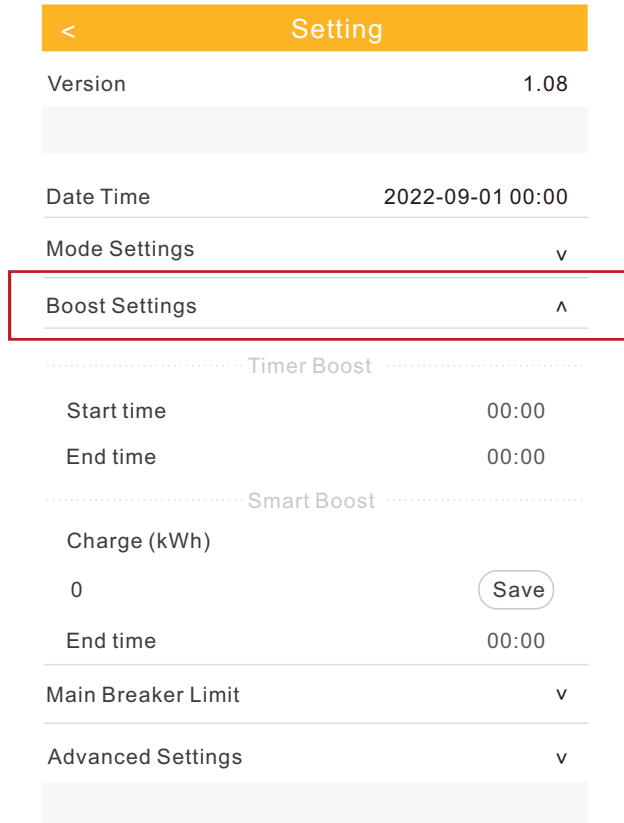 < Setting
Version 1.08
Date Time 2022-09-01 00:00
Mode Settings v
Boost Settings ʌ
Timer Boost
Start time 00:00
End time 00:00
Smart Boost
Charge (kWh)
0 Save
End time 00:00
Main Breaker Limit v
Advanced Settings v